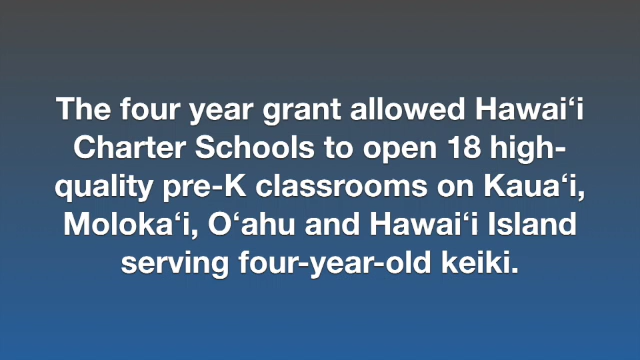 The four year grant allowed Hawaiʻi
Charter Schools to open 18 high-
quality pre-K classrooms on Kauaʻi,
Molokaʻi, Oʻahu and Hawaiʻi Island
serving four-year-old keiki.